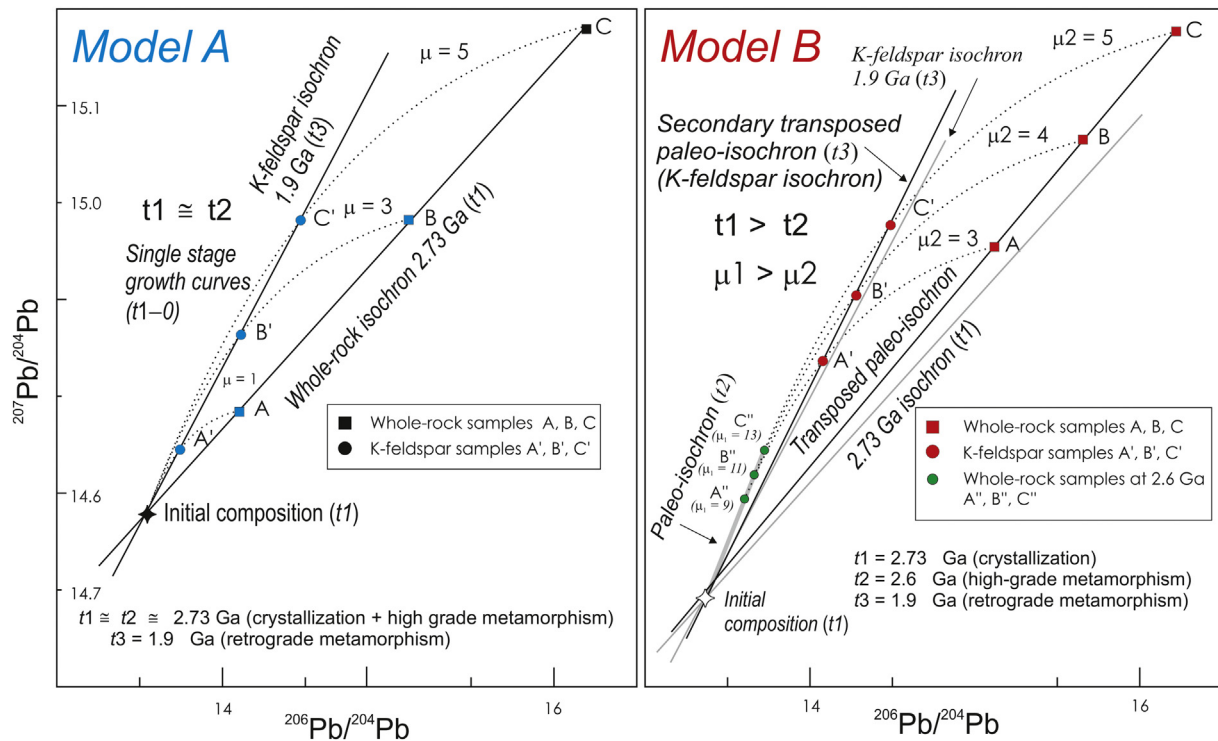 Model A
μ = 5
C
15.1
K-feldspar isochron
1.9 Ga (t3)
15.0
C'
μ = 3
B
t1 ≅ t2
Single stage
growth curves
(t1–0)
Whole-rock isochron 2.73 Ga (t1)
B'
μ = 1
A
A'
207Pb/204Pb
Whole-rock samples A, B, C
K-feldspar samples A', B', C'
14.6
Initial composition (t1)
14.7
t1 ≅ t2 ≅ 2.73 Ga (crystallization + high grade metamorphism)
t3 = 1.9 Ga (retrograde metamorphism)
14
16
206Pb/204Pb
Model B
μ2 = 5
C
K-feldspar isochron
1.9 Ga (t3)
Secondary transposed
paleo-isochron (t3)
(K-feldspar isochron)
μ2 = 4
B
t1 > t2
C'
μ2 = 3
A
μ1 > μ2
B'
A'
Transposed paleo-isochron
2.73 Ga isochron (t1)
Paleo-isochron (t2)
C''
(μ1 = 13)
B''
(μ1 = 11)
A''
(μ1 = 9)
Whole-rock samples A, B, C
K-feldspar samples A', B', C'
Whole-rock samples at 2.6 Ga
A'', B'', C''
t1 = 2.73 Ga (crystallization)
t2 = 2.6 Ga (high-grade metamorphism)
t3 = 1.9 Ga (retrograde metamorphism)
Initial
composition (t1)
14
16
206Pb/204Pb